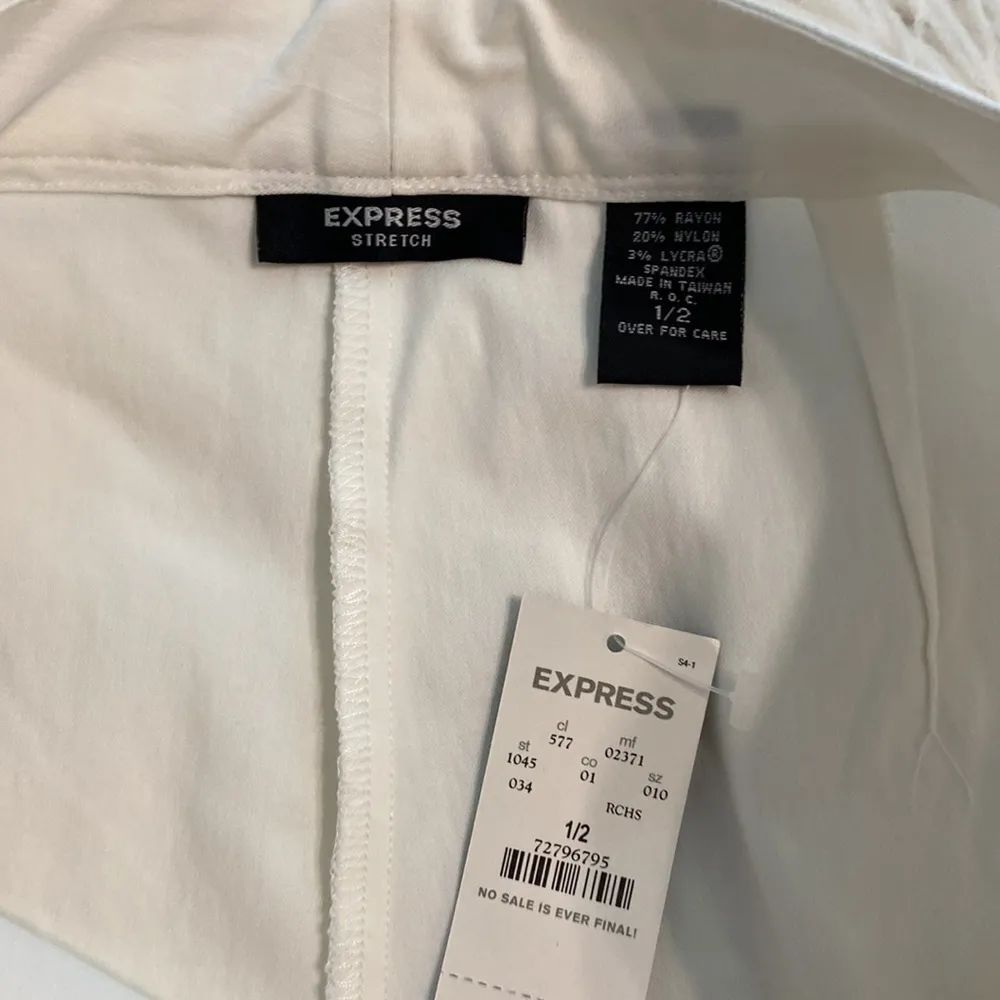 EXPRESS
STRETCH
77% RAYON
20% NYLON
3% LYCRA®
SPANDEX
MADE IN TAIWAN
R. O. C.
1/2
OVER FOR CARE
S4-1
EXPRESS
cl
577
mf
02371
st
1045
co
01
sz
010
034
RCHS
1/2
72796795
NO SALE IS EVER FINAL!